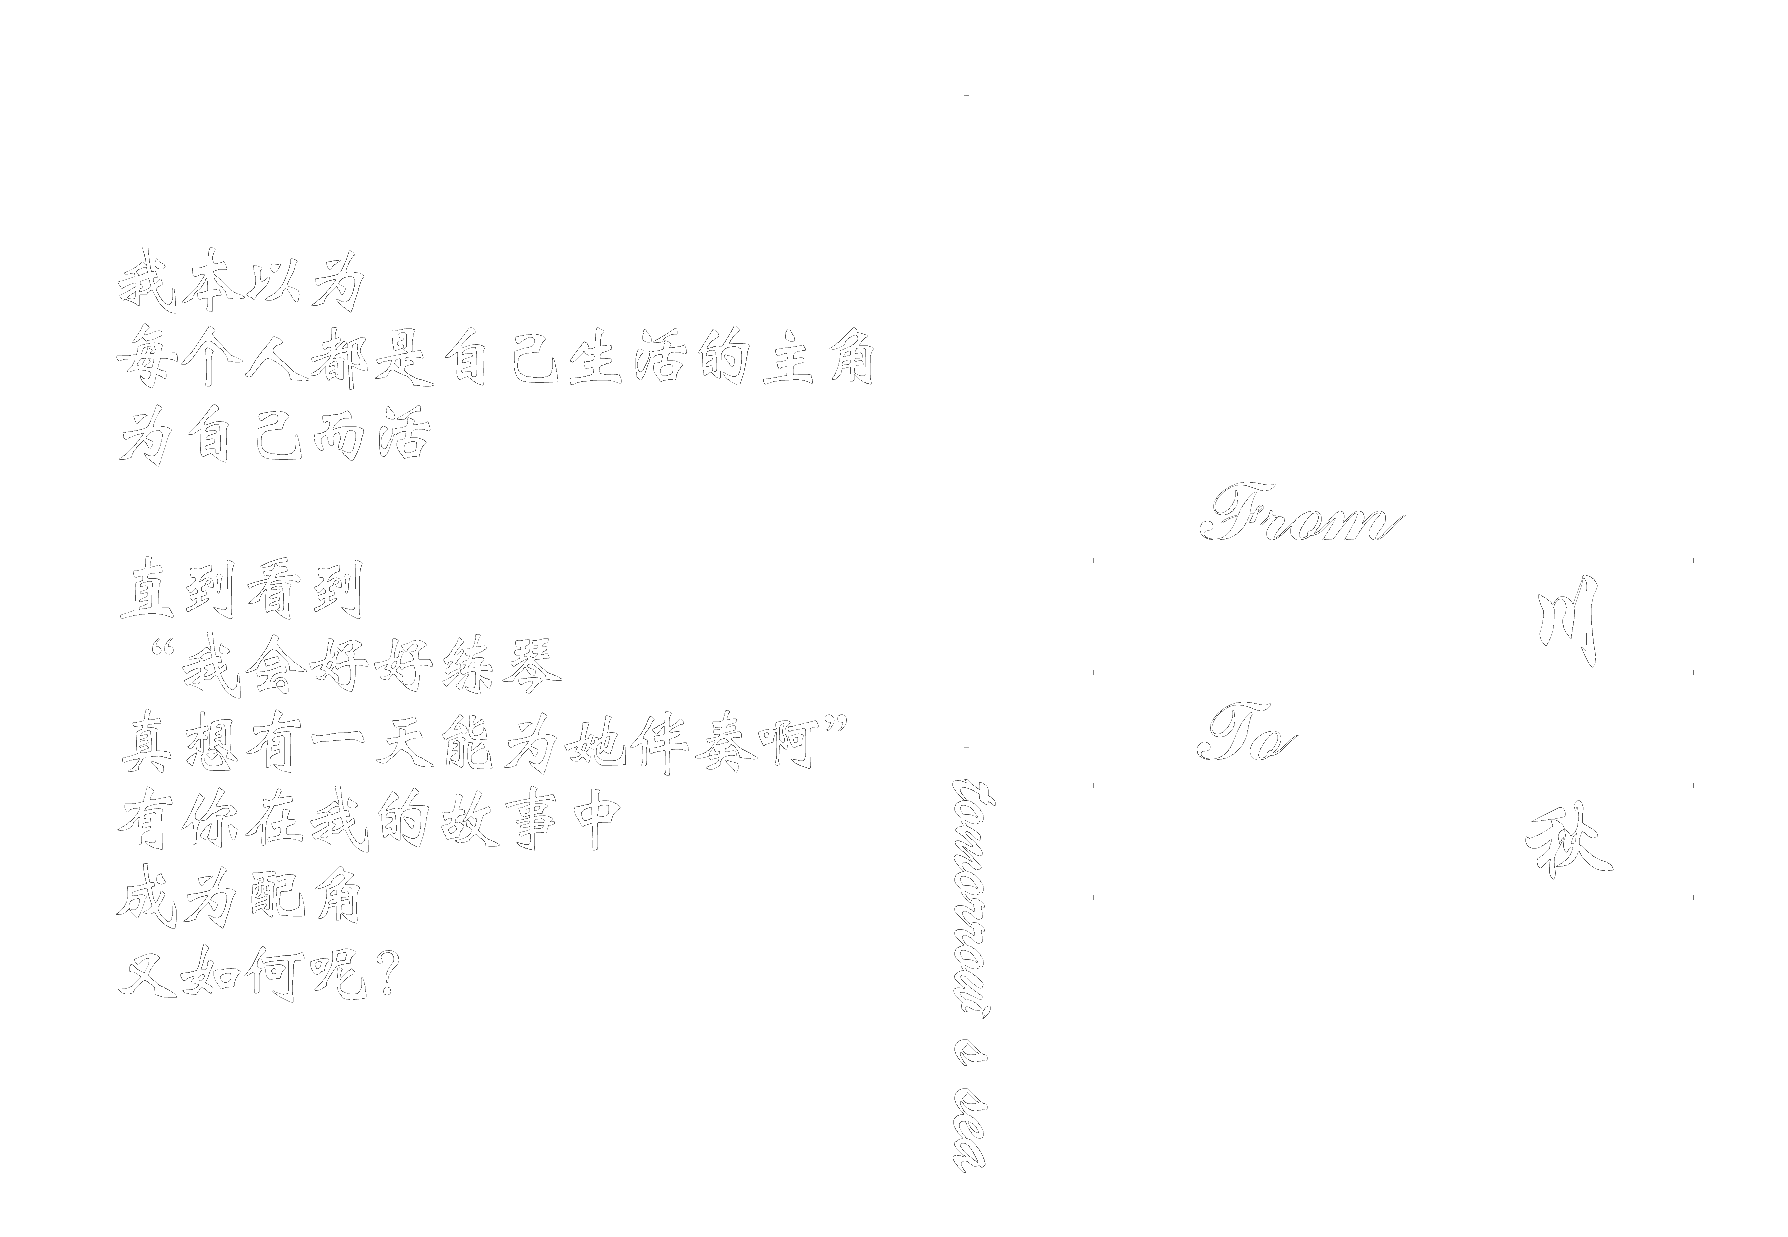 我本以为
每个人都是自己生活的主角
为自己而活
直到看到
“我会好好练琴
真想有一天能为她伴奏啊”
有你在我的故事中
成为配角
又如何呢?
From
川
To
秋
tomorrow' s sea